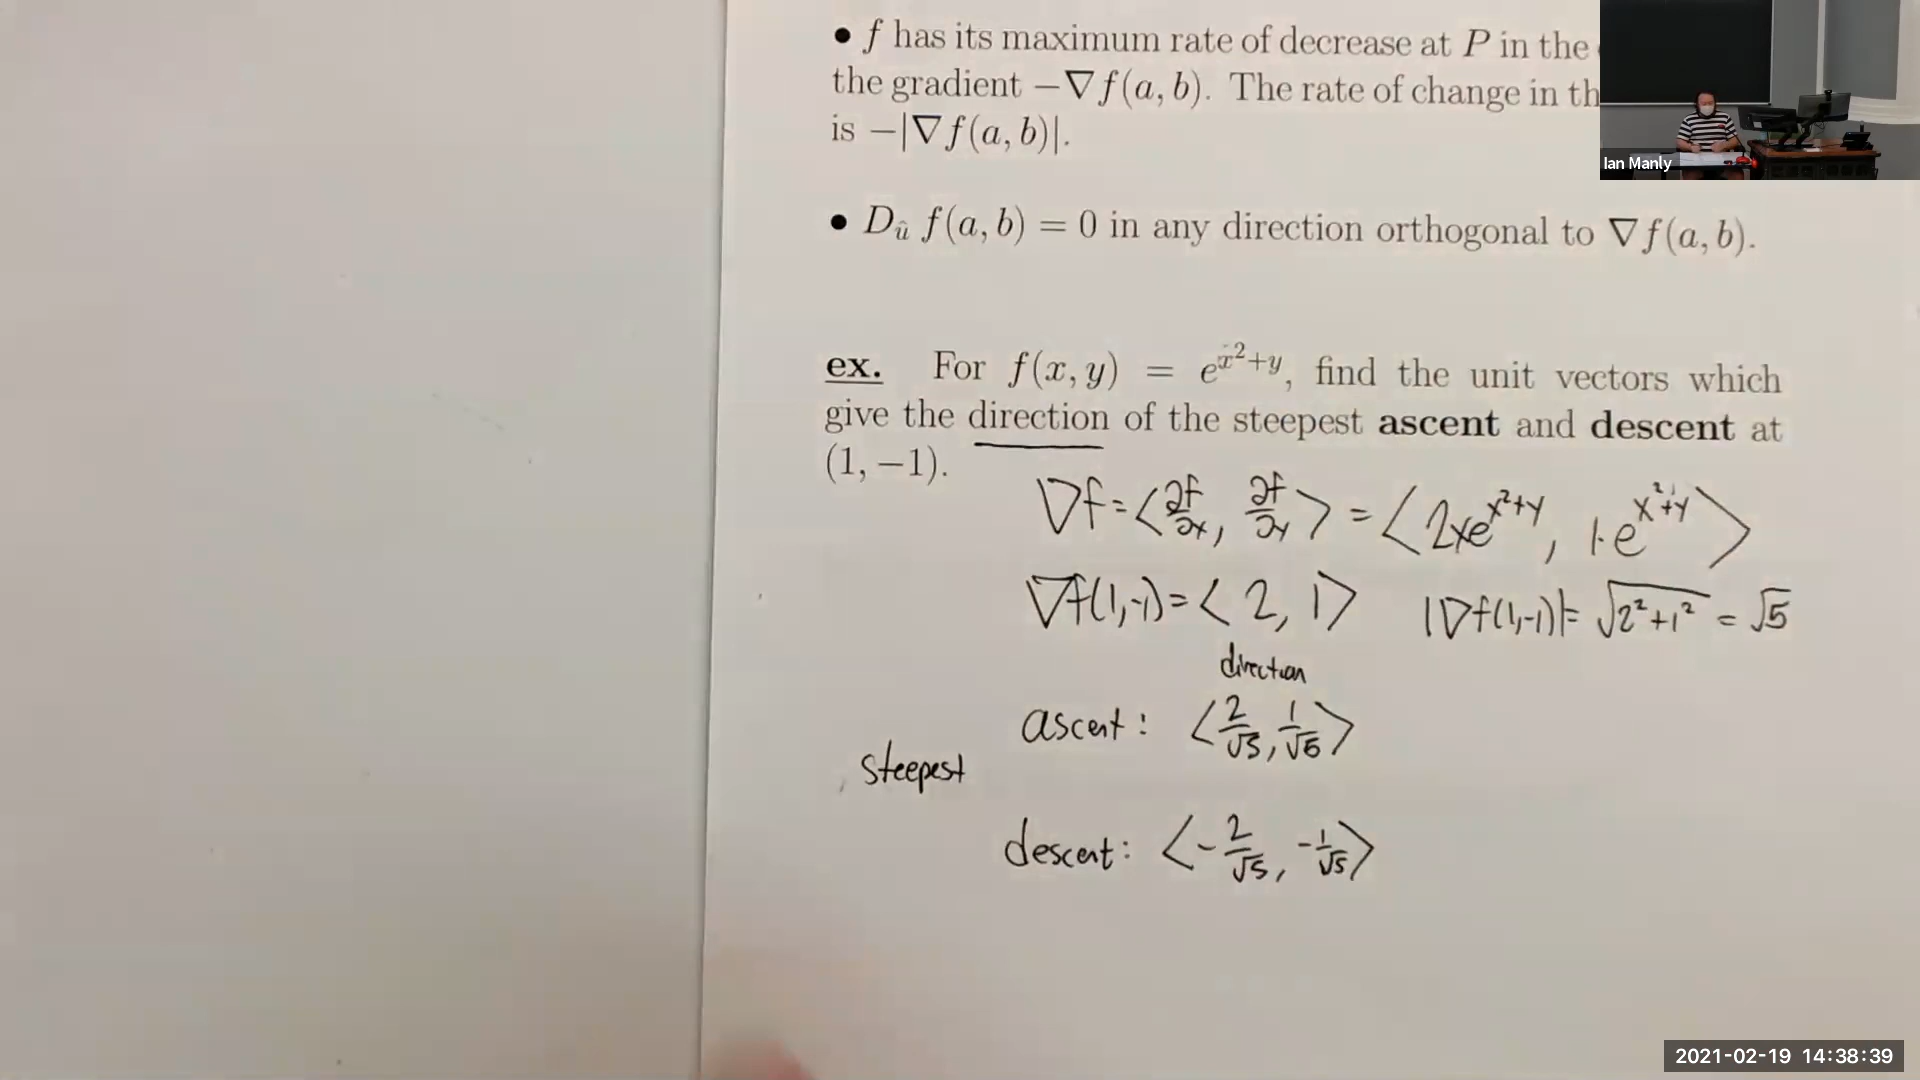 • f has its maximum rate of decrease at P in the
the gradient −∇f(a, b). The rate of change in th
is −|∇f(a, b)|.
Ian Manly
• D_û f(a, b) = 0 in any direction orthogonal to ∇f(a, b).
ex. For f(x, y) = e^{x²+y}, find the unit vectors which
give the direction of the steepest ascent and descent at
(1, −1).
∇f = ⟨∂f/∂x, ∂f/∂y⟩ = ⟨2xe^{x²+y}, 1·e^{x²+y}⟩
∇f(1,-1) = ⟨2, 1⟩ |∇f(1,-1)| = √(2²+1²) = √5
direction
ascent: ⟨2/√5, 1/√5⟩
steepest
descent: ⟨-2/√5, -1/√5⟩
2021-02-19 14:38:39